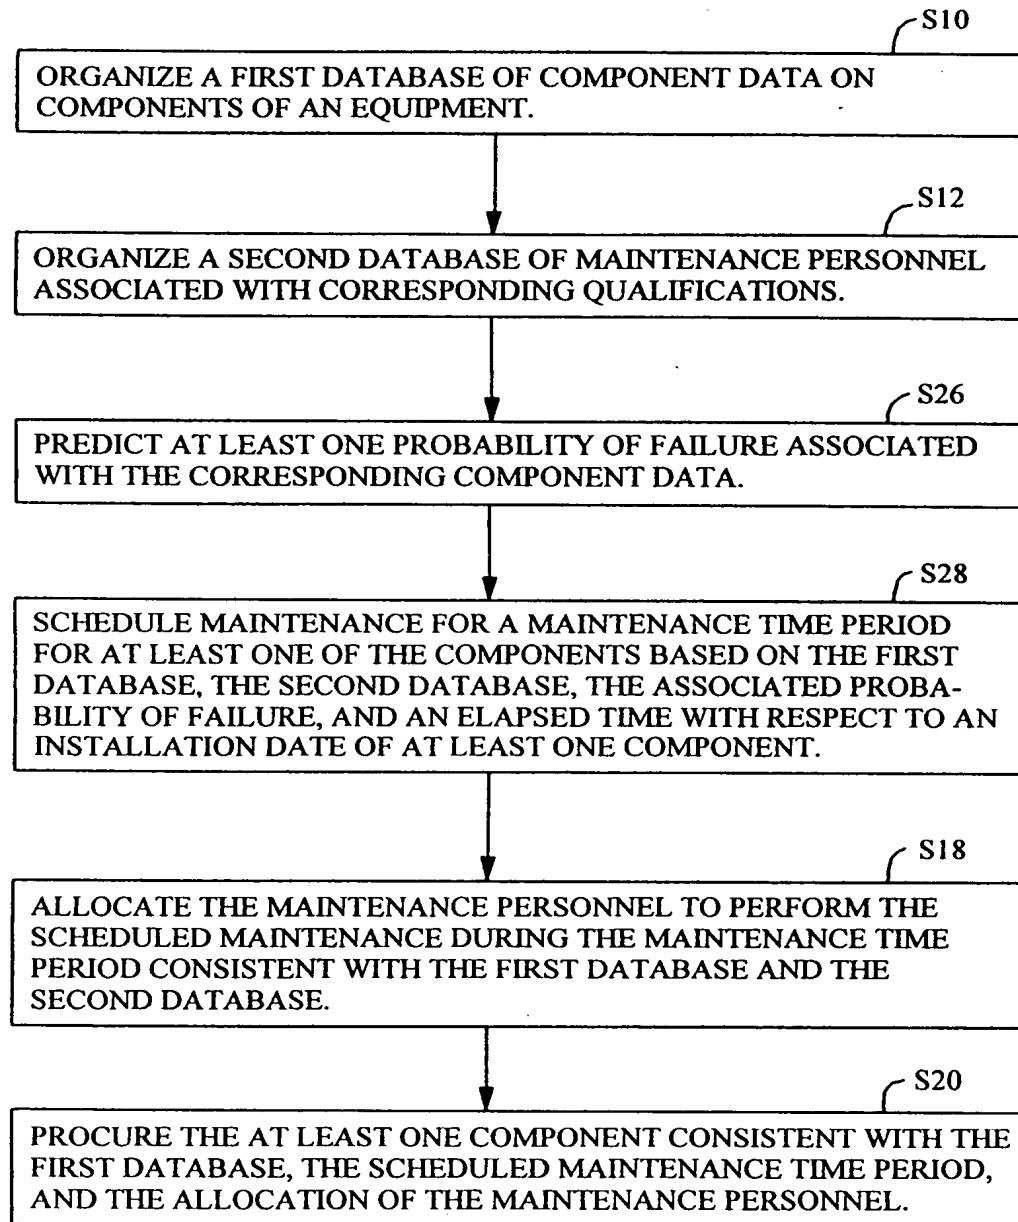 S10
ORGANIZE A FIRST DATABASE OF COMPONENT DATA ON
COMPONENTS OF AN EQUIPMENT.
S12
ORGANIZE A SECOND DATABASE OF MAINTENANCE PERSONNEL
ASSOCIATED WITH CORRESPONDING QUALIFICATIONS.
S26
PREDICT AT LEAST ONE PROBABILITY OF FAILURE ASSOCIATED
WITH THE CORRESPONDING COMPONENT DATA.
S28
SCHEDULE MAINTENANCE FOR A MAINTENANCE TIME PERIOD
FOR AT LEAST ONE OF THE COMPONENTS BASED ON THE FIRST
DATABASE, THE SECOND DATABASE, THE ASSOCIATED PROBA-
BILITY OF FAILURE, AND AN ELAPSED TIME WITH RESPECT TO AN
INSTALLATION DATE OF AT LEAST ONE COMPONENT.
S18
ALLOCATE THE MAINTENANCE PERSONNEL TO PERFORM THE
SCHEDULED MAINTENANCE DURING THE MAINTENANCE TIME
PERIOD CONSISTENT WITH THE FIRST DATABASE AND THE
SECOND DATABASE.
S20
PROCURE THE AT LEAST ONE COMPONENT CONSISTENT WITH THE
FIRST DATABASE, THE SCHEDULED MAINTENANCE TIME PERIOD,
AND THE ALLOCATION OF THE MAINTENANCE PERSONNEL.